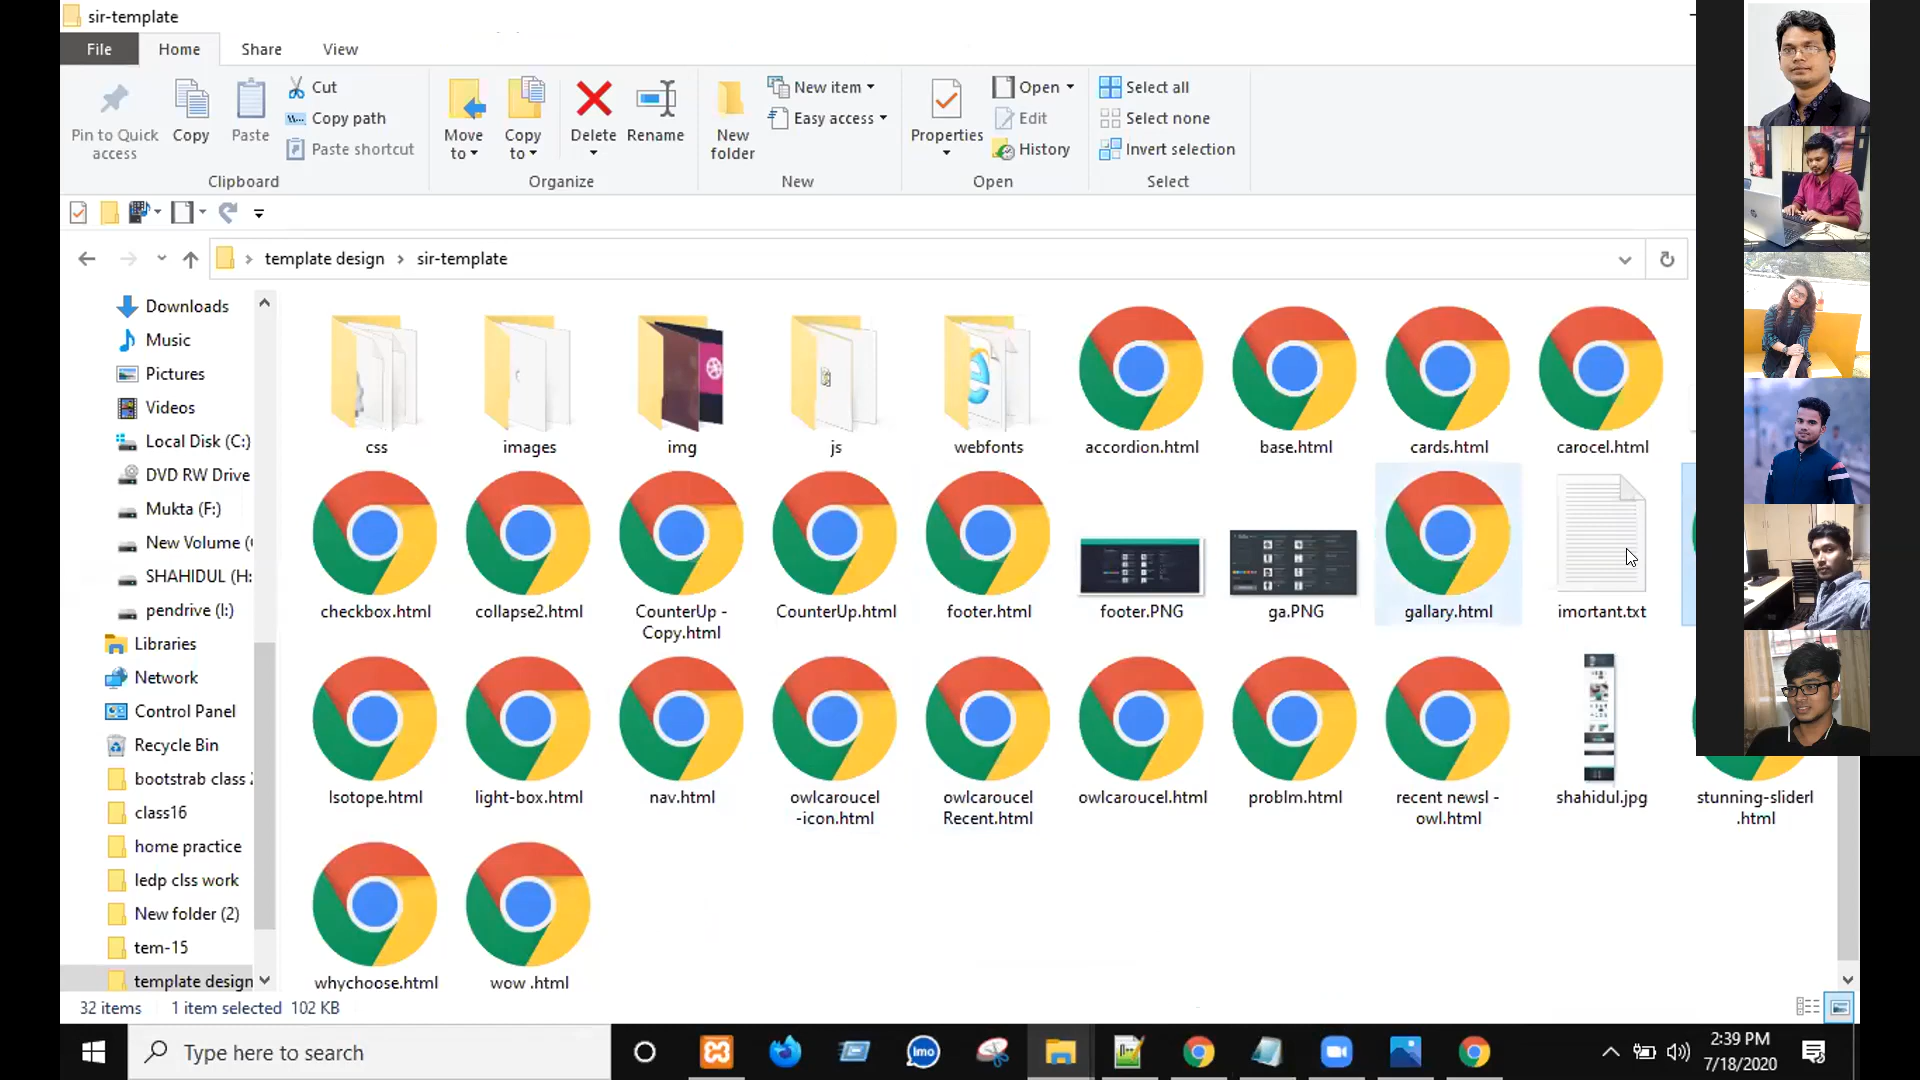 sir-template
File Home Share View
Pin to Quick access
Copy
Paste
Cut
Copy path
Paste shortcut
Clipboard
Move to
Copy to
Delete
Rename
Organize
New folder
New item
Easy access
New
Properties
Open
Edit
History
Open
Select all
Select none
Invert selection
Select
template design > sir-template
Downloads
Music
Pictures
Videos
Local Disk (C:)
DVD RW Drive
Mukta (F:)
New Volume (
SHAHIDUL (H:
pendrive (I:)
Libraries
Network
Control Panel
Recycle Bin
bootstrab class 2
class16
home practice
ledp clss work
New folder (2)
tem-15
template design
css images img js webfonts accordion.html base.html cards.html carocel.html
checkbox.html collapse2.html CounterUp - Copy.html CounterUp.html footer.html footer.PNG ga.PNG gallary.html imortant.txt
Isotope.html light-box.html nav.html owlcaroucel -icon.html owlcaroucel Recent.html owlcaroucel.html problm.html recent newsl - owl.html shahidul.jpg stunning-sliderl .html
whychoose.html wow .html
32 items 1 item selected 102 KB
Type here to search
imo
2:39 PM
7/18/2020